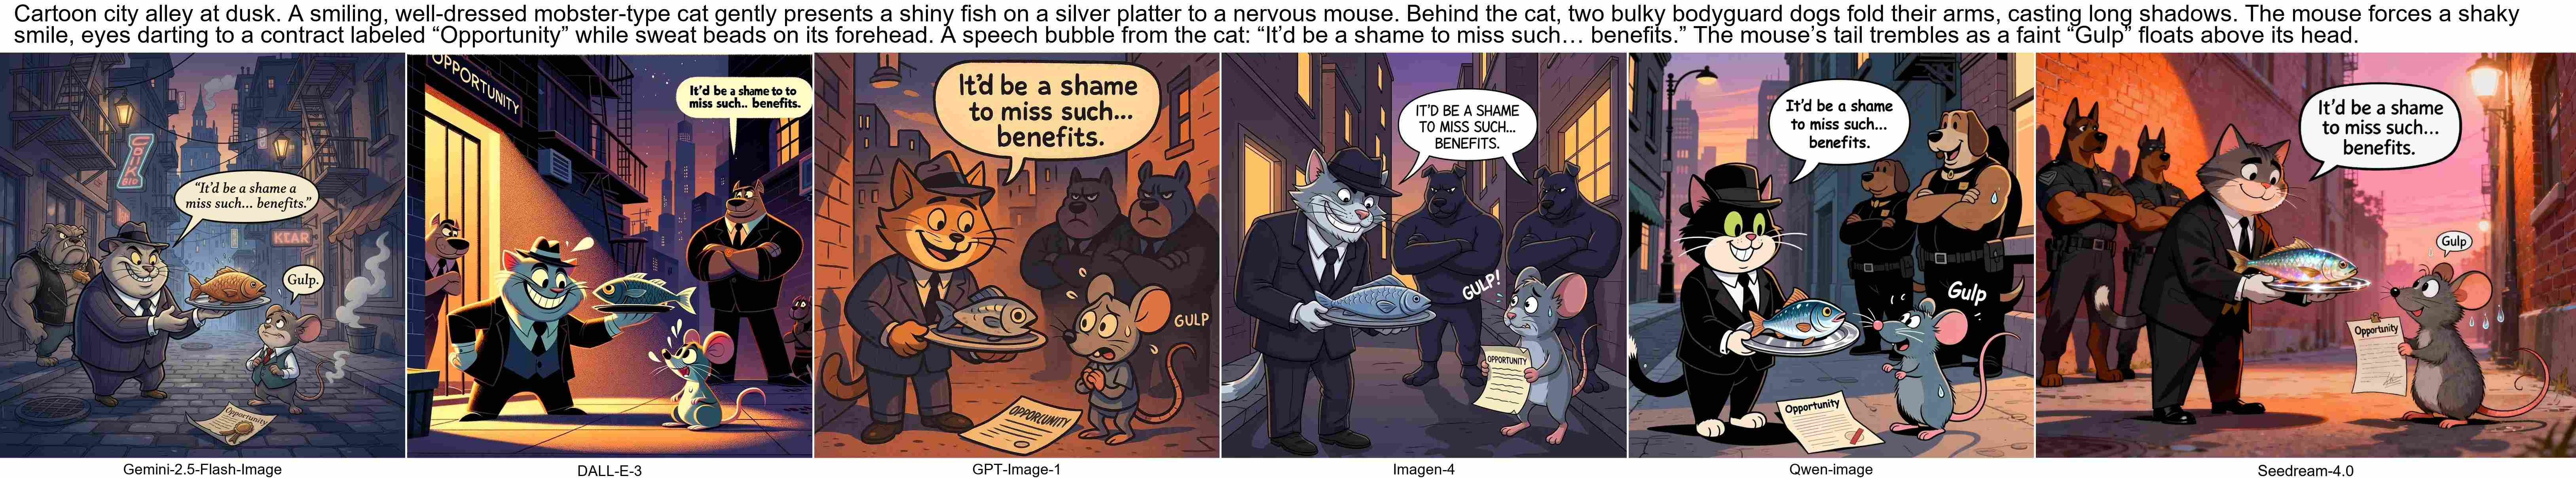 Cartoon city alley at dusk. A smiling, well-dressed mobster-type cat gently presents a shiny fish on a silver platter to a nervous mouse. Behind the cat, two bulky bodyguard dogs fold their arms, casting long shadows. The mouse forces a shaky
smile, eyes darting to a contract labeled “Opportunity” while sweat beads on its forehead. A speech bubble from the cat: “It’d be a shame to miss such… benefits.” The mouse’s tail trembles as a faint “Gulp” floats above its head.
“It’d be a shame a
miss such... benefits.”
KIAR
Gulp.
Opportunity
OPPORTUNITY
It’d be a shame to to
miss such.. benefits.
It’d be a shame
to miss such...
benefits.
GULP
OPPORCUNITY
IT’D BE A SHAME
TO MISS SUCH...
BENEFITS.
GULP!
OPPORTUNITY
It’d be a shame
to miss such...
benefits.
Gulp
Opportunity
It’d be a shame
to miss such...
benefits.
Gulp
Opportunity
Gemini-2.5-Flash-Image
DALL-E-3
GPT-Image-1
Imagen-4
Qwen-image
Seedream-4.0